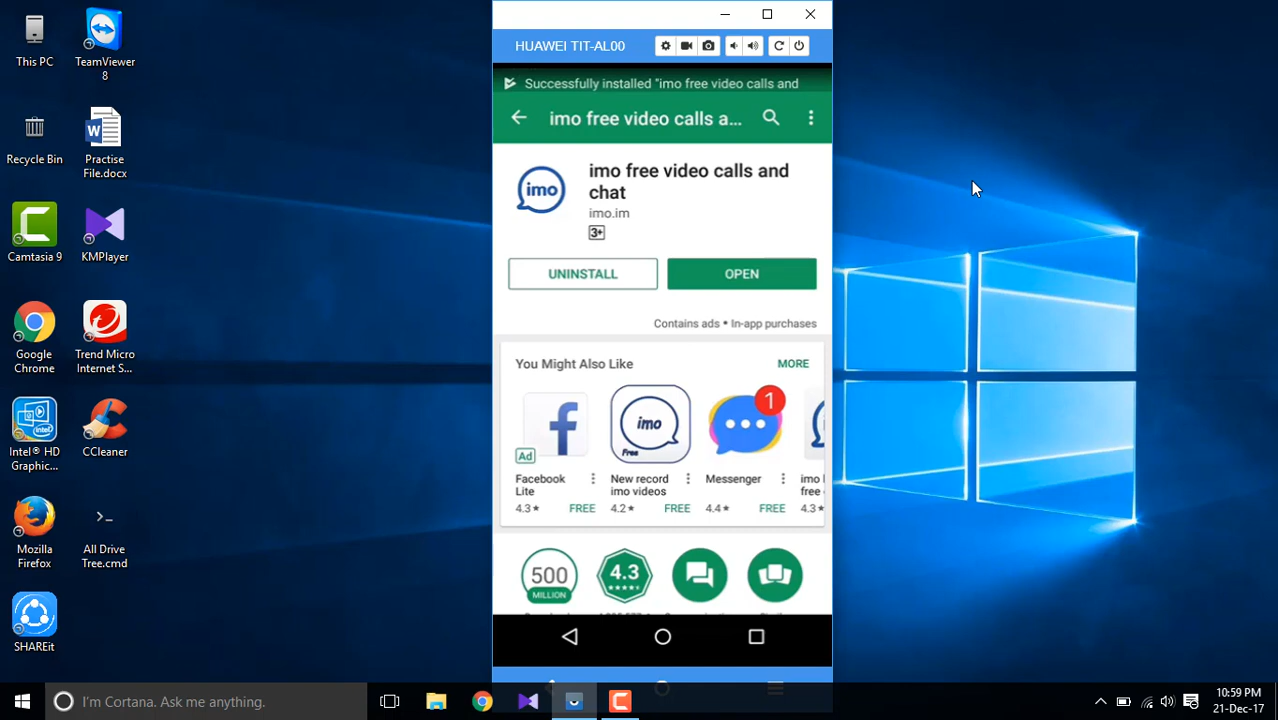 This PC
TeamViewer
8
Recycle Bin
Practise
File.docx
Camtasia 9
KMPlayer
Google
Chrome
Trend Micro
Internet S...
Intel® HD
Graphic...
CCleaner
Mozilla
Firefox
>_
All Drive
Tree.cmd
SHAREit
HUAWEI TIT-AL00
Successfully installed "imo free video calls and
imo free video calls a...
imo
imo free video calls and
chat
imo.im
3+
UNINSTALL
OPEN
Contains ads • In-app purchases
You Might Also Like
MORE
Ad
imo
Free
1
Facebook
Lite
New record
imo videos
Messenger
imo
free
4.3★
FREE
4.2★
FREE
4.4★
FREE
4.3★
500
MILLION
4.3
I'm Cortana. Ask me anything.
10:59 PM
21-Dec-17